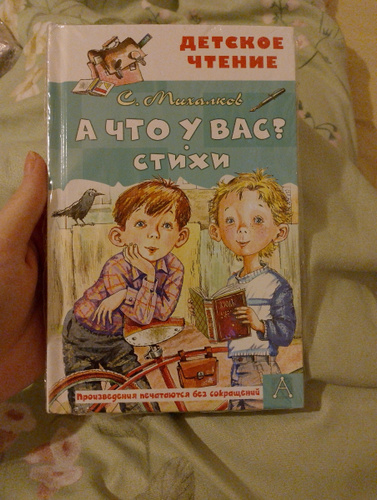 ДЕТСКОЕ
ЧТЕНИЕ
С. Михалков
А ЧТО У ВАС?
СТИХИ
Произведения печатаются без сокращений
А